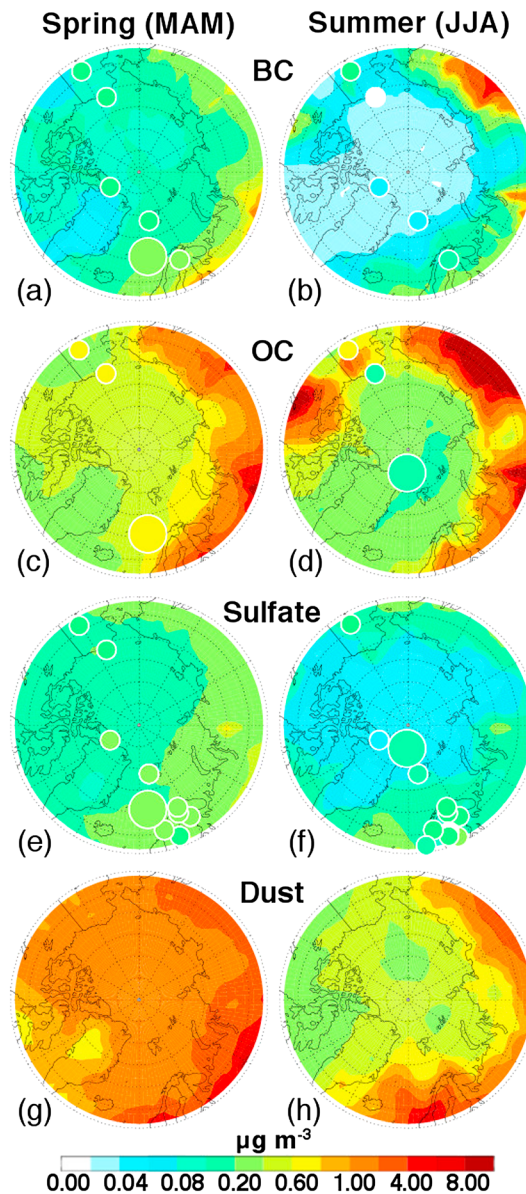 Spring (MAM) Summer (JJA)
BC
(a) (b)
OC
(c) (d)
Sulfate
(e) (f)
Dust
(g) (h)
µg m-3
0.00 0.04 0.08 0.20 0.60 1.00 4.00 8.00